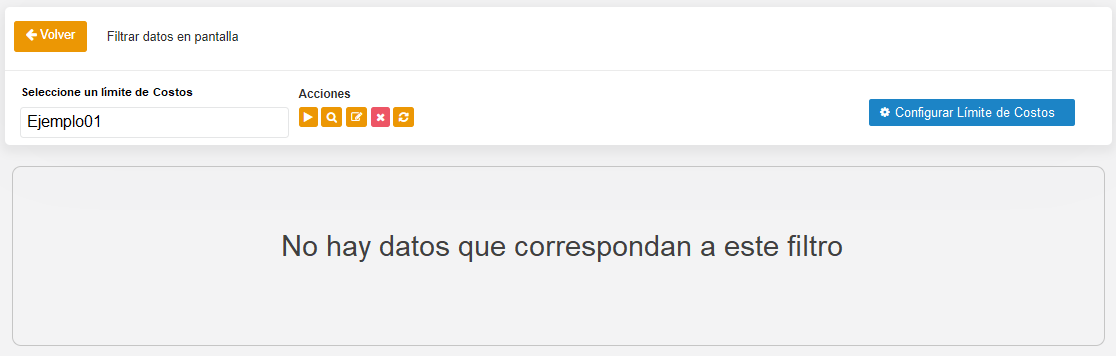 Volver
Filtrar datos en pantalla
Seleccione un límite de Costos
Acciones
Ejemplo01
Configurar Límite de Costos
No hay datos que correspondan a este filtro